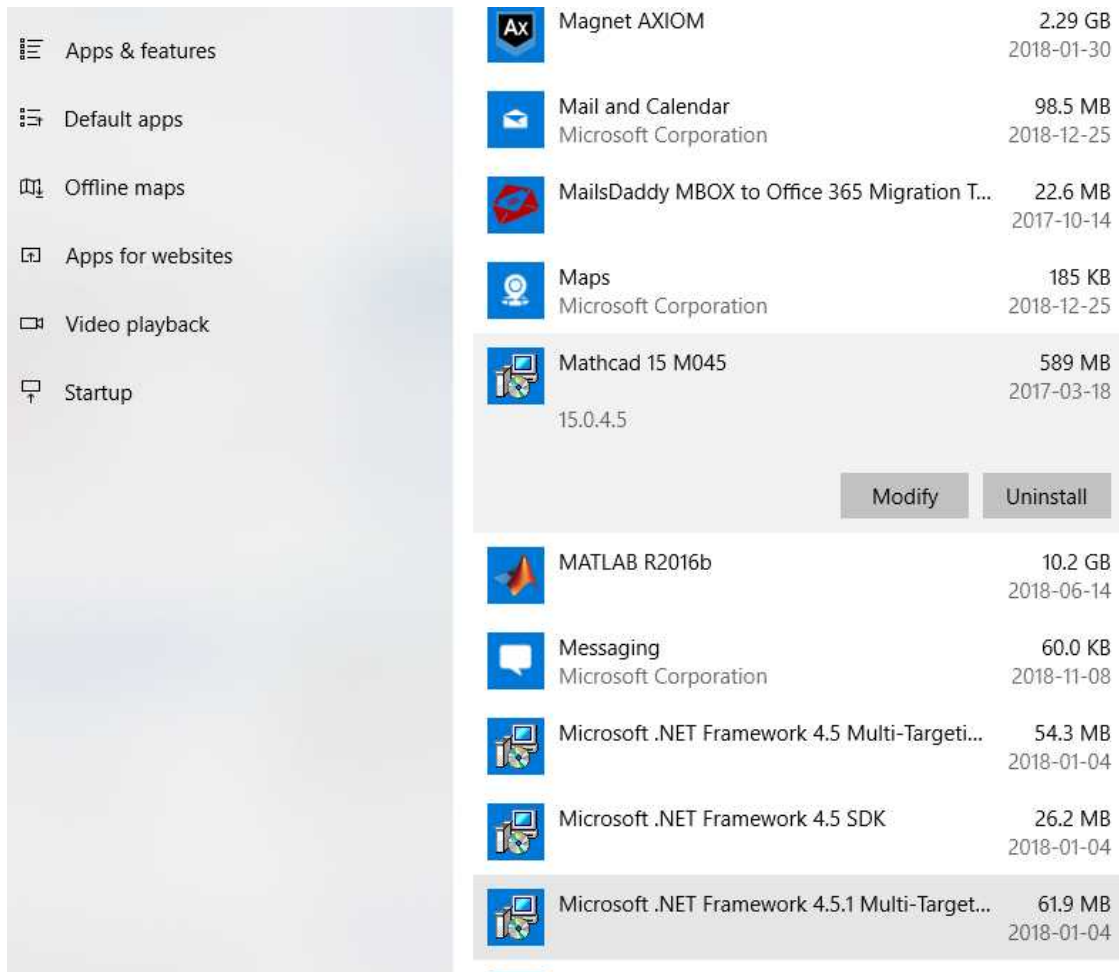 Apps & features
Default apps
Offline maps
Apps for websites
Video playback
Startup
Ax
Magnet AXIOM 2.29 GB
2018-01-30
Mail and Calendar 98.5 MB
Microsoft Corporation 2018-12-25
MailsDaddy MBOX to Office 365 Migration T... 22.6 MB
2017-10-14
Maps 185 KB
Microsoft Corporation 2018-12-25
Mathcad 15 M045 589 MB
2017-03-18
15.0.4.5
Modify Uninstall
MATLAB R2016b 10.2 GB
2018-06-14
Messaging 60.0 KB
Microsoft Corporation 2018-11-08
Microsoft .NET Framework 4.5 Multi-Targeti... 54.3 MB
2018-01-04
Microsoft .NET Framework 4.5 SDK 26.2 MB
2018-01-04
Microsoft .NET Framework 4.5.1 Multi-Target... 61.9 MB
2018-01-04